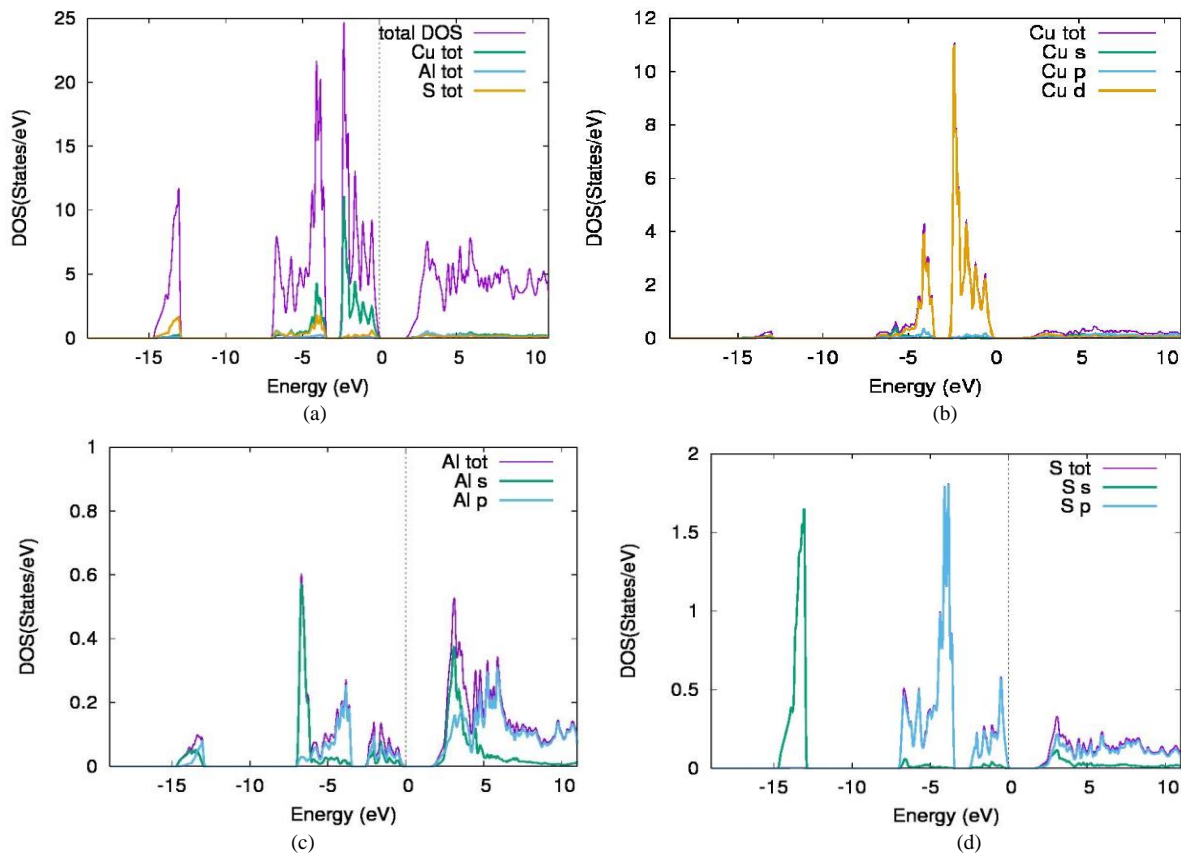 25
20
15
10
5
0
DOS(States/eV)
total DOS
Cu tot
Al tot
S tot
-15
-10
-5
0
5
10
Energy (eV)
(a)
12
10
8
6
4
2
0
DOS(States/eV)
Cu tot
Cu s
Cu p
Cu d
-15
-10
-5
0
5
10
Energy (eV)
(b)
1
0.8
0.6
0.4
0.2
0
DOS(States/eV)
Al tot
Al s
Al p
-15
-10
-5
0
5
10
Energy (eV)
(c)
2
1.5
1
0.5
0
DOS(States/eV)
S tot
S s
S p
-15
-10
-5
0
5
10
Energy (eV)
(d)